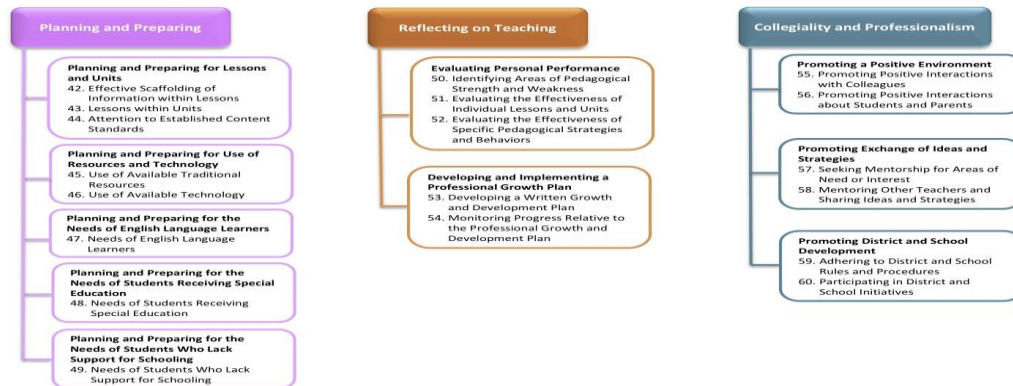 Planning and Preparing
Planning and Preparing for Lessons
and Units
42. Effective Scaffolding of
Information within Lessons
43. Lessons within Units
44. Attention to Established Content
Standards
Planning and Preparing for Use of
Resources and Technology
45. Use of Available Traditional
Resources
46. Use of Available Technology
Planning and Preparing for the
Needs of English Language Learners
47. Needs of English Language
Learners
Planning and Preparing for the
Needs of Students Receiving Special
Education
48. Needs of Students Receiving
Special Education
Planning and Preparing for the
Needs of Students Who Lack
Support for Schooling
49. Needs of Students Who Lack
Support for Schooling
Reflecting on Teaching
Evaluating Personal Performance
50. Identifying Areas of Pedagogical
Strength and Weakness
51. Evaluating the Effectiveness of
Individual Lessons and Units
52. Evaluating the Effectiveness of
Specific Pedagogical Strategies
and Behaviors
Developing and Implementing a
Professional Growth Plan
53. Developing a Written Growth
and Development Plan
54. Monitoring Progress Relative to
the Professional Growth and
Development Plan
Collegiality and Professionalism
Promoting a Positive Environment
55. Promoting Positive Interactions
with Colleagues
56. Promoting Positive Interactions
about Students and Parents
Promoting Exchange of Ideas and
Strategies
57. Seeking Mentorship for Areas of
Need or Interest
58. Mentoring Other Teachers and
Sharing Ideas and Strategies
Promoting District and School
Development
59. Adhering to District and School
Rules and Procedures
60. Participating in District and
School Initiatives